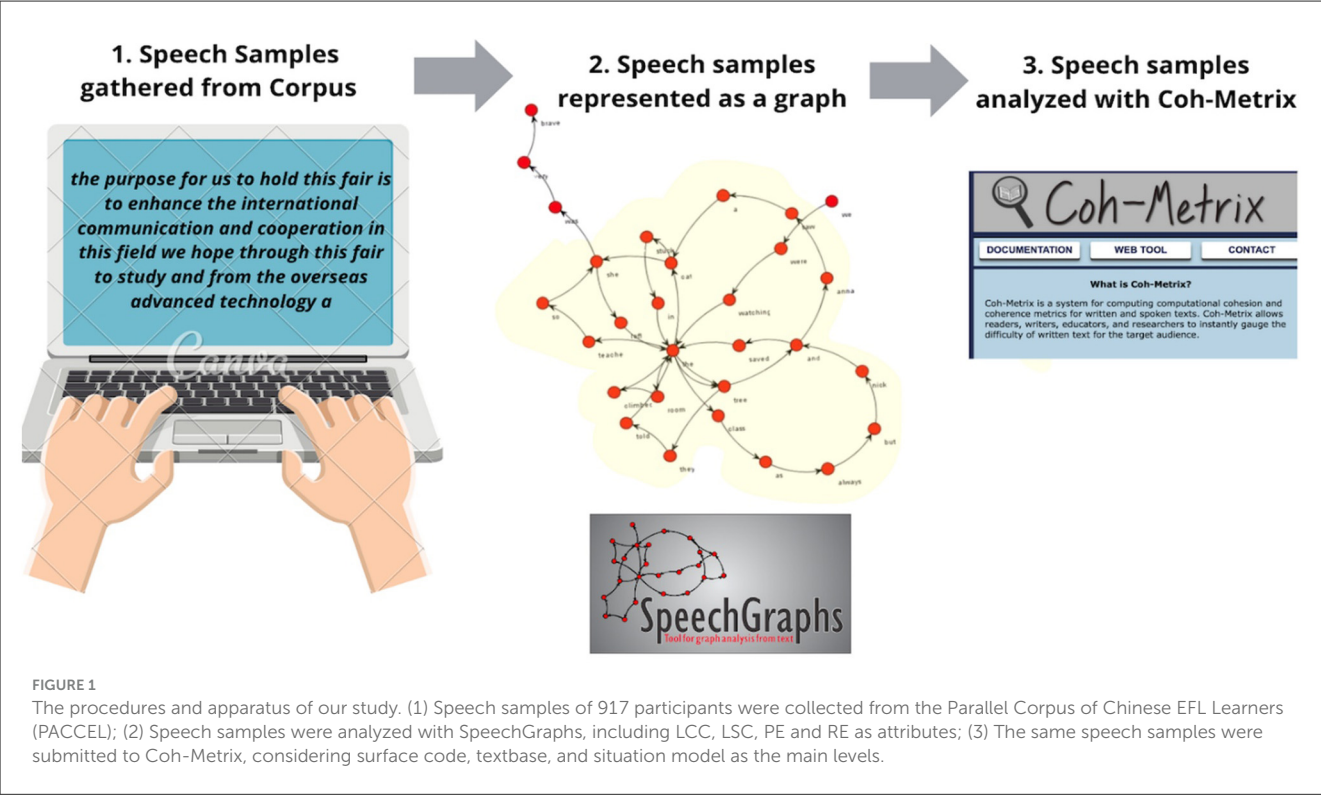 1. Speech Samples
gathered from Corpus
2. Speech samples
represented as a graph
3. Speech samples
analyzed with Coh-Metrix
the purpose for us to hold this fair is
to enhance the international
communication and cooperation in
this field we hope through this fair
to study and from the overseas
advanced technology a
Canva
brave
was
she
so
teache
left
stuck
cat
in
a
saw
we
were
watching
anna
the
saved
and
climbed
room
tree
told
they
clam
as
always
but
nick
SpeechGraphs
Tool for graph analysis from text
Coh-Metrix
DOCUMENTATION
WEB TOOL
CONTACT
What is Coh-Metrix?
Coh-Metrix is a system for computing computational cohesion and
coherence metrics for written and spoken texts. Coh-Metrix allows
readers, writers, educators, and researchers to instantly gauge the
difficulty of written text for the target audience.
FIGURE 1
The procedures and apparatus of our study. (1) Speech samples of 917 participants were collected from the Parallel Corpus of Chinese EFL Learners
(PACCEL); (2) Speech samples were analyzed with SpeechGraphs, including LCC, LSC, PE and RE as attributes; (3) The same speech samples were
submitted to Coh-Metrix, considering surface code, textbase, and situation model as the main levels.